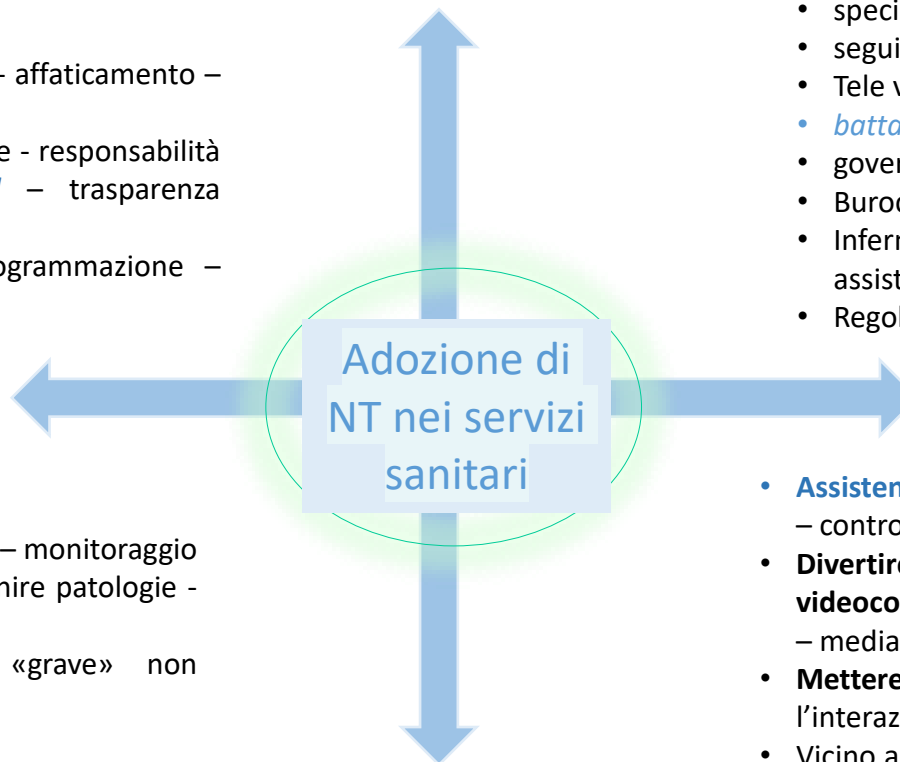 - affaticamento –
e - responsabilità
– trasparenza
ogrammazione –
• speci
• segui
• Tele v
• batta
• gover
• Buroc
• Inferr
assist
• Regol
Adozione di
NT nei servizi
sanitari
– monitoraggio
nire patologie -
«grave» non
• Assisten
– contro
• Divertire
videoco
– media
• Mettere
l’interaz
• Vicino a